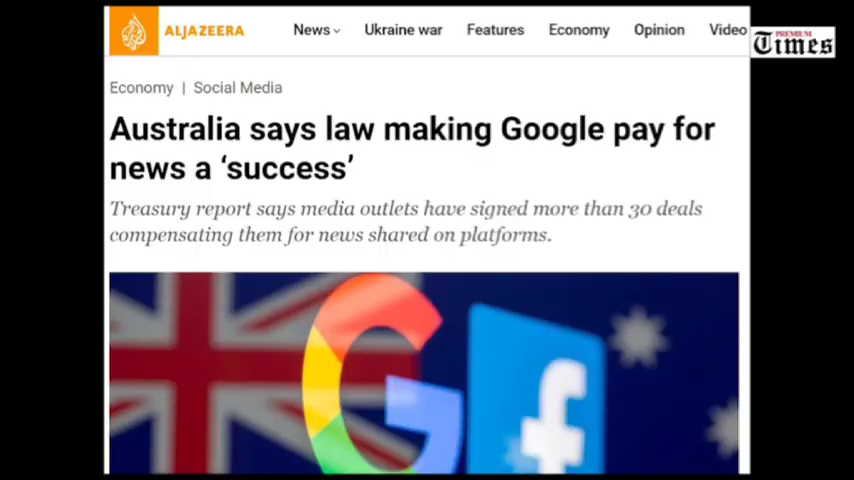 ALJAZEERA
News
Ukraine war
Features
Economy
Opinion
Video
PREMIUM
Times
Economy | Social Media
Australia says law making Google pay for
news a ‘success’
Treasury report says media outlets have signed more than 30 deals
compensating them for news shared on platforms.